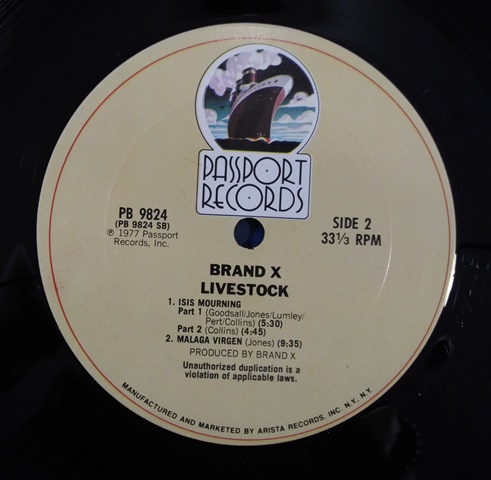 PASSPORT
RECORDS
PB 9824
(PB 9824 SB)
℗ 1977 Passport
Records, Inc.
SIDE 2
33⅓ RPM
BRAND X
LIVESTOCK
1. ISIS MOURNING
Part 1 (Goodsall/Jones/Lumley/
Pert/Collins) (5:30)
Part 2 (Collins) (4:45)
2. MALAGA VIRGEN (Jones) (9:35)
PRODUCED BY BRAND X
Unauthorized duplication is a
violation of applicable laws.
MANUFACTURED AND MARKETED BY ARISTA RECORDS, INC. N.Y., N.Y.